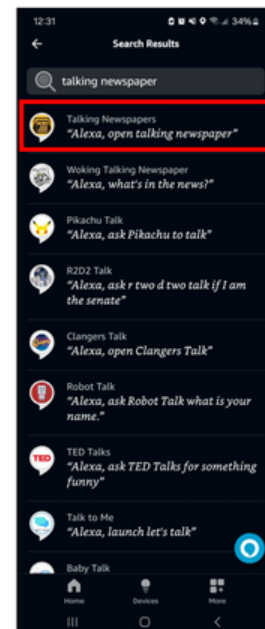 12:31
34%
Search Results
talking newspaper
Talking Newspapers
"Alexa, open talking newspaper"
Woking Talking Newspaper
"Alexa, what's in the news?"
Pikachu Talk
"Alexa, ask Pikachu to talk"
R2D2 Talk
"Alexa, ask r two d two talk if I am
the senate"
Clangers Talk
"Alexa, open Clangers Talk"
Robot Talk
"Alexa, ask Robot Talk what is your
name."
TED
TED Talks
"Alexa, ask TED Talks for something
funny"
Talk to Me
"Alexa, launch let's talk"
Baby Talk
Home
Devices
More